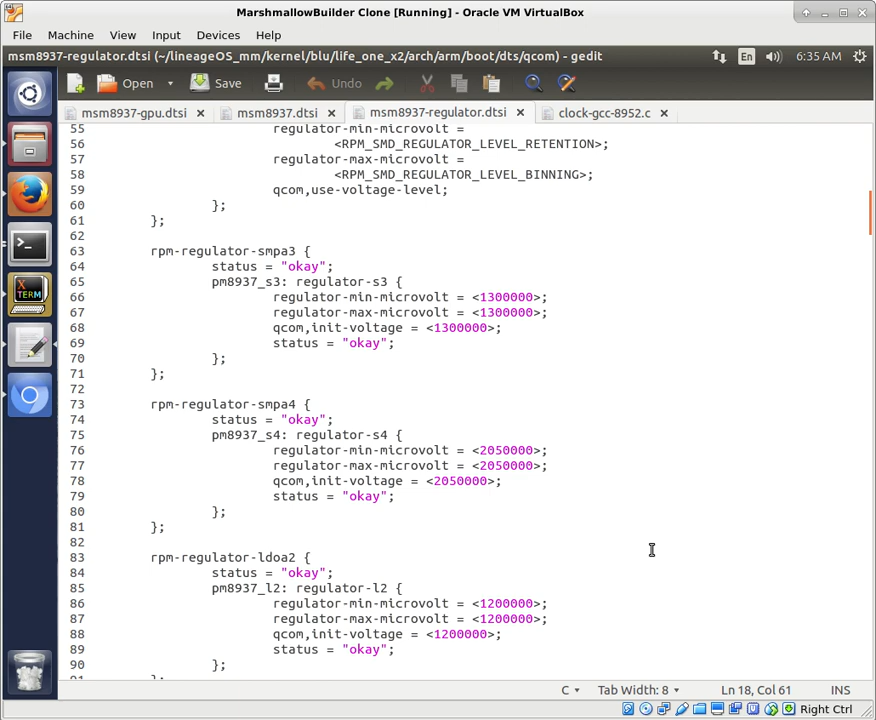 MarshmallowBuilder Clone [Running] - Oracle VM VirtualBox
File Machine View Input Devices Help
msm8937-regulator.dtsi (~/lineageOS_mm/kernel/blu/life_one_x2/arch/arm/boot/dts/qcom) - gedit En 6:35 AM
Open Save Undo
msm8937-gpu.dtsi × msm8937.dtsi × msm8937-regulator.dtsi × clock-gcc-8952.c ×
55 regulator-min-microvolt =
56 <RPM_SMD_REGULATOR_LEVEL_RETENTION>;
57 regulator-max-microvolt =
58 <RPM_SMD_REGULATOR_LEVEL_BINNING>;
59 qcom,use-voltage-level;
60 };
61 };
62
63 rpm-regulator-smpa3 {
64 status = "okay";
65 pm8937_s3: regulator-s3 {
66 regulator-min-microvolt = <1300000>;
67 regulator-max-microvolt = <1300000>;
68 qcom,init-voltage = <1300000>;
69 status = "okay";
70 };
71 };
72
73 rpm-regulator-smpa4 {
74 status = "okay";
75 pm8937_s4: regulator-s4 {
76 regulator-min-microvolt = <2050000>;
77 regulator-max-microvolt = <2050000>;
78 qcom,init-voltage = <2050000>;
79 status = "okay";
80 };
81 };
82
83 rpm-regulator-ldoa2 {
84 status = "okay";
85 pm8937_l2: regulator-l2 {
86 regulator-min-microvolt = <1200000>;
87 regulator-max-microvolt = <1200000>;
88 qcom,init-voltage = <1200000>;
89 status = "okay";
90 };
91 };
X TERM
C Tab Width: 8 Ln 18, Col 61 INS
Right Ctrl